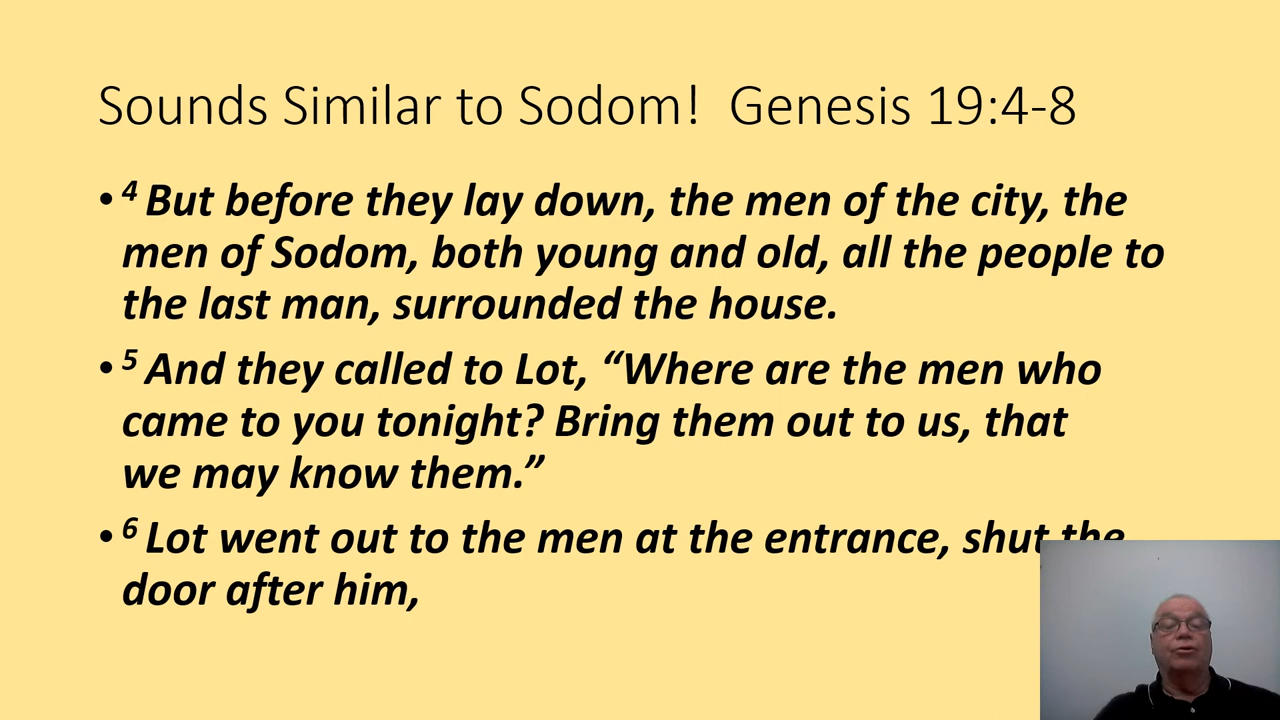 Sounds Similar to Sodom!  Genesis 19:4-8
• ⁴ But before they lay down, the men of the city, the
men of Sodom, both young and old, all the people to
the last man, surrounded the house.
• ⁵ And they called to Lot, “Where are the men who
came to you tonight? Bring them out to us, that
we may know them.”
• ⁶ Lot went out to the men at the entrance, shut the
door after him,